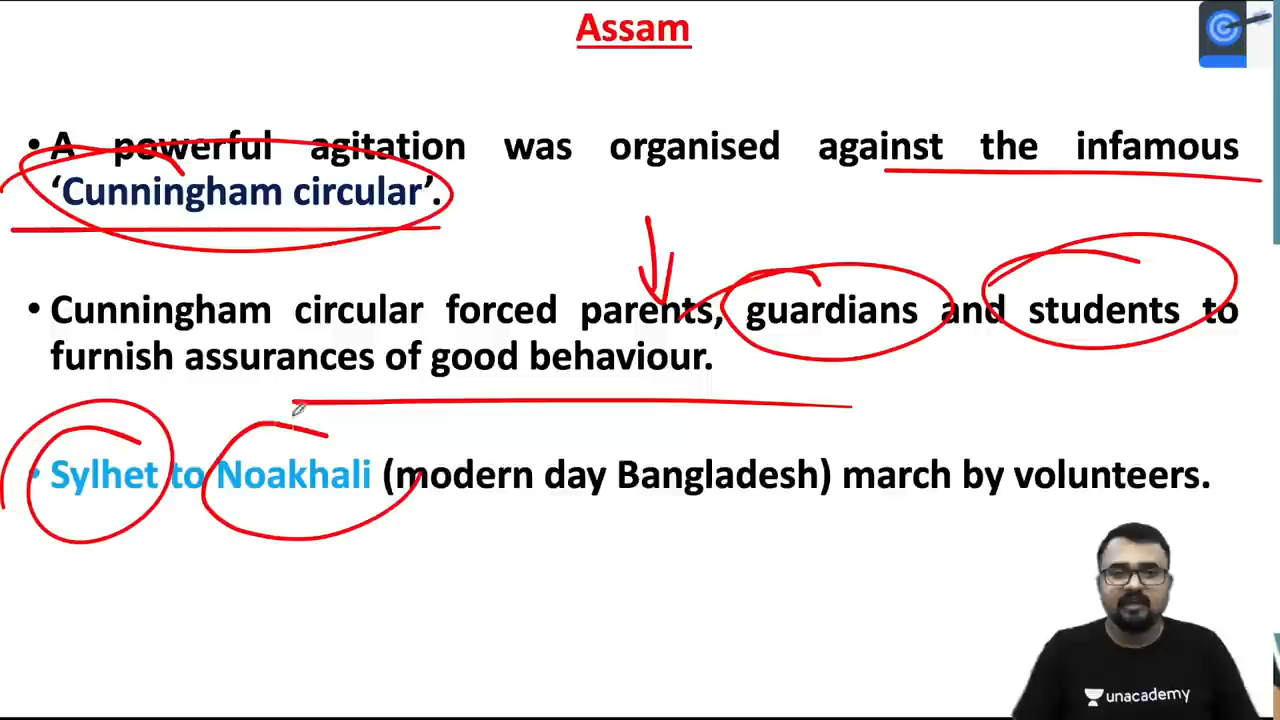 Assam
• A powerful agitation was organised against the infamous
‘Cunningham circular’.
• Cunningham circular forced parents, guardians and students to
furnish assurances of good behaviour.
• Sylhet to Noakhali (modern day Bangladesh) march by volunteers.
unacademy